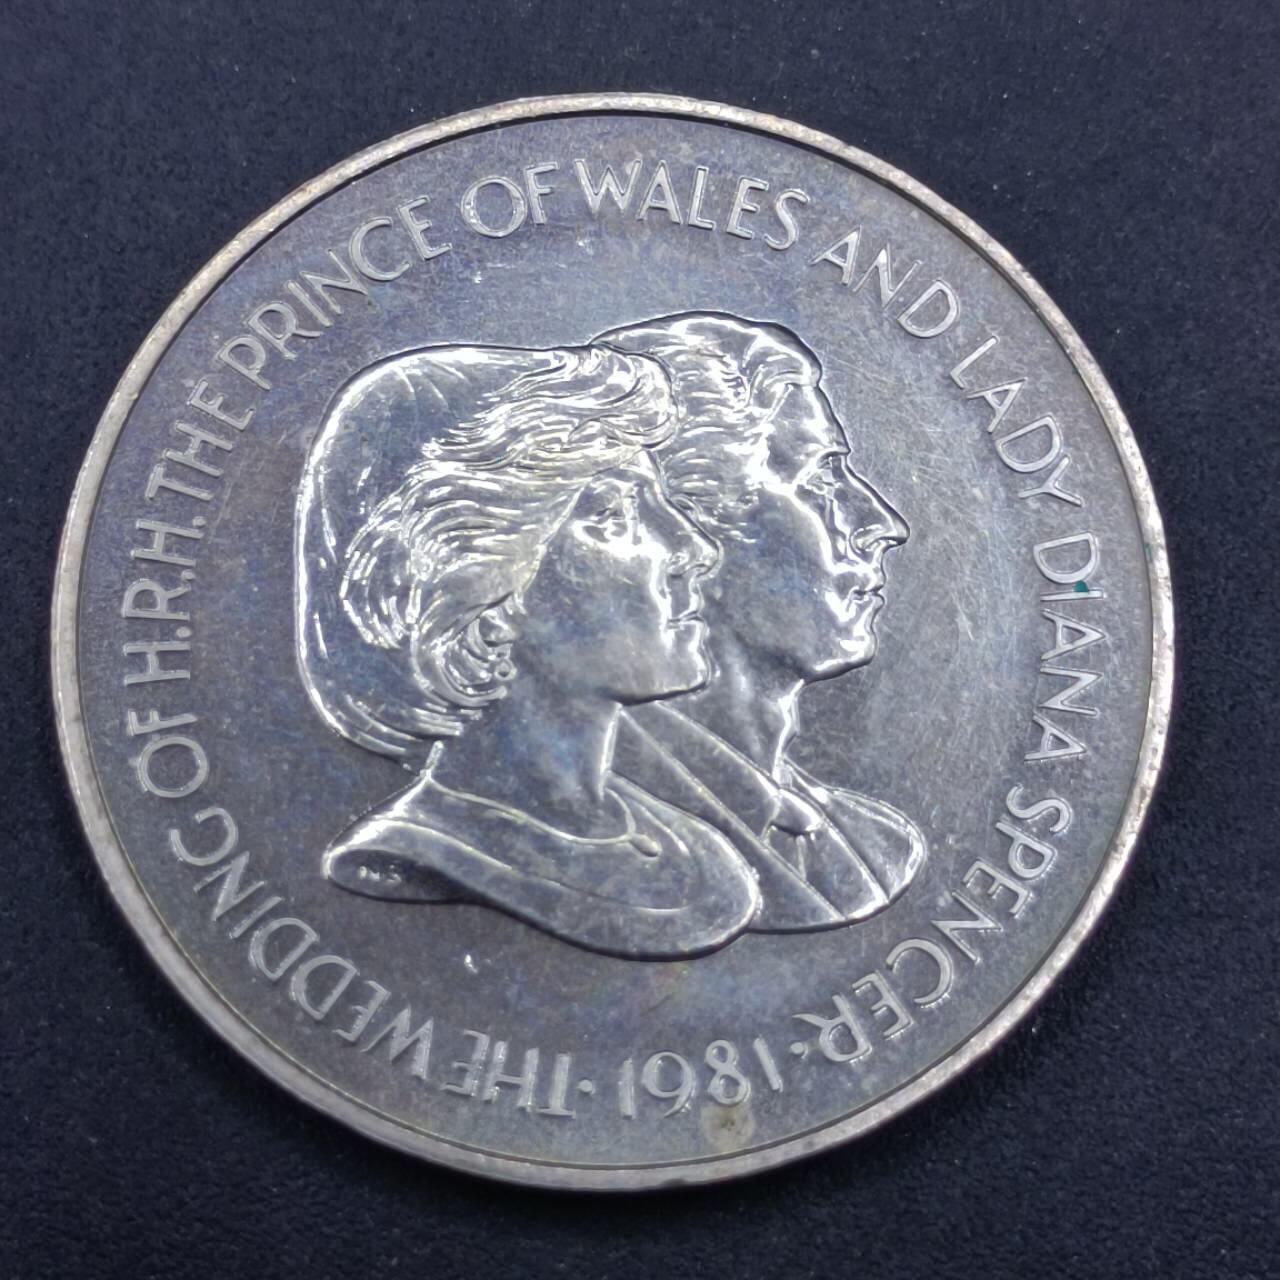 ·THE WEDDING OF H.R.H. THE PRINCE OF WALES AND LADY DIANA SPENCER·
1981